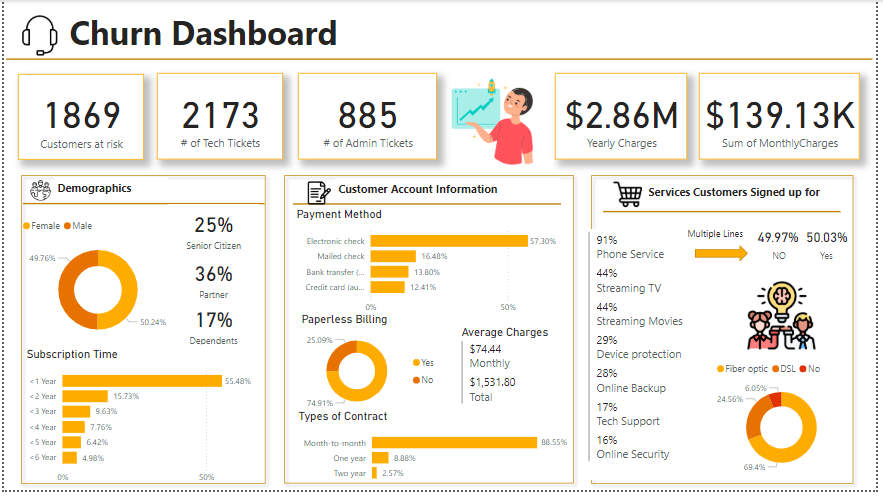 Churn Dashboard
1869
Customers at risk
2173
# of Tech Tickets
885
# of Admin Tickets
$2.86M
Yearly Charges
$139.13K
Sum of MonthlyCharges
Demographics
Female Male
49.76%
50.24%
25%
Senior Citizen
36%
Partner
17%
Dependents
Subscription Time
<1 Year 55.48%
<2 Year 15.73%
<3 Year 9.63%
<4 Year 7.76%
<5 Year 6.42%
<6 Year 4.98%
0% 50%
Customer Account Information
Payment Method
Electronic check 57.30%
Mailed check 16.48%
Bank transfer (... 13.80%
Credit card (au... 12.41%
0% 50%
Paperless Billing
25.09%
74.91%
Yes
No
Average Charges
$74.44
Monthly
$1,531.80
Total
Types of Contract
Month-to-month 88.55%
One year 8.88%
Two year 2.57%
Services Customers Signed up for
91%
Phone Service
44%
Streaming TV
44%
Streaming Movies
29%
Device protection
28%
Online Backup
17%
Tech Support
16%
Online Security
Multiple Lines
49.97% 50.03%
NO Yes
Fiber optic DSL No
6.05%
24.56%
69.4%